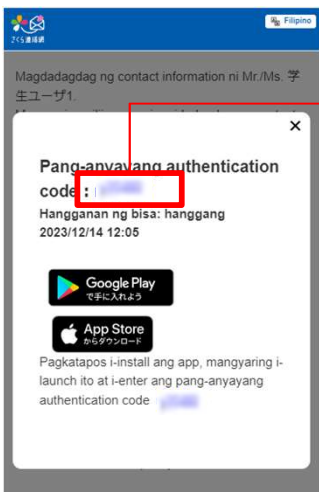 さくら連絡網
Filipino
Magdadagdag ng contact information ni Mr./Ms. 学
生ユーザ1.
×
Pang-anyayang authentication
code :
Hangganan ng bisa: hanggang
2023/12/14 12:05
Google Play
で手に入れよう
App Store
からダウンロード
Pagkatapos i-install ang app, mangyaring i-
launch ito at i-enter ang pang-anyayang
authentication code